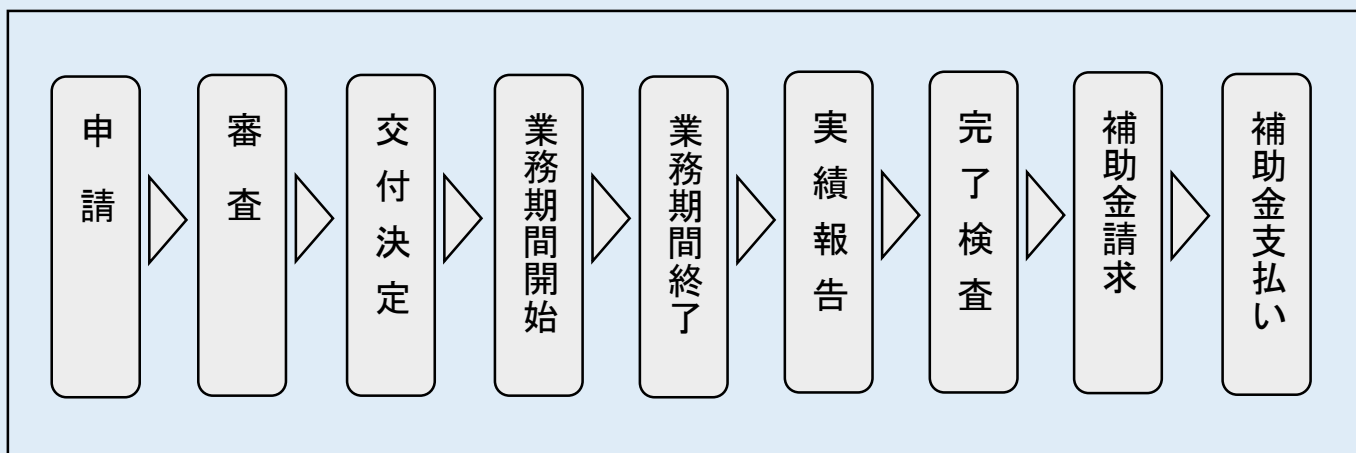 申請
審査
交付決定
業務期間開始
業務期間終了
実績報告
完了検査
補助金請求
補助金支払い